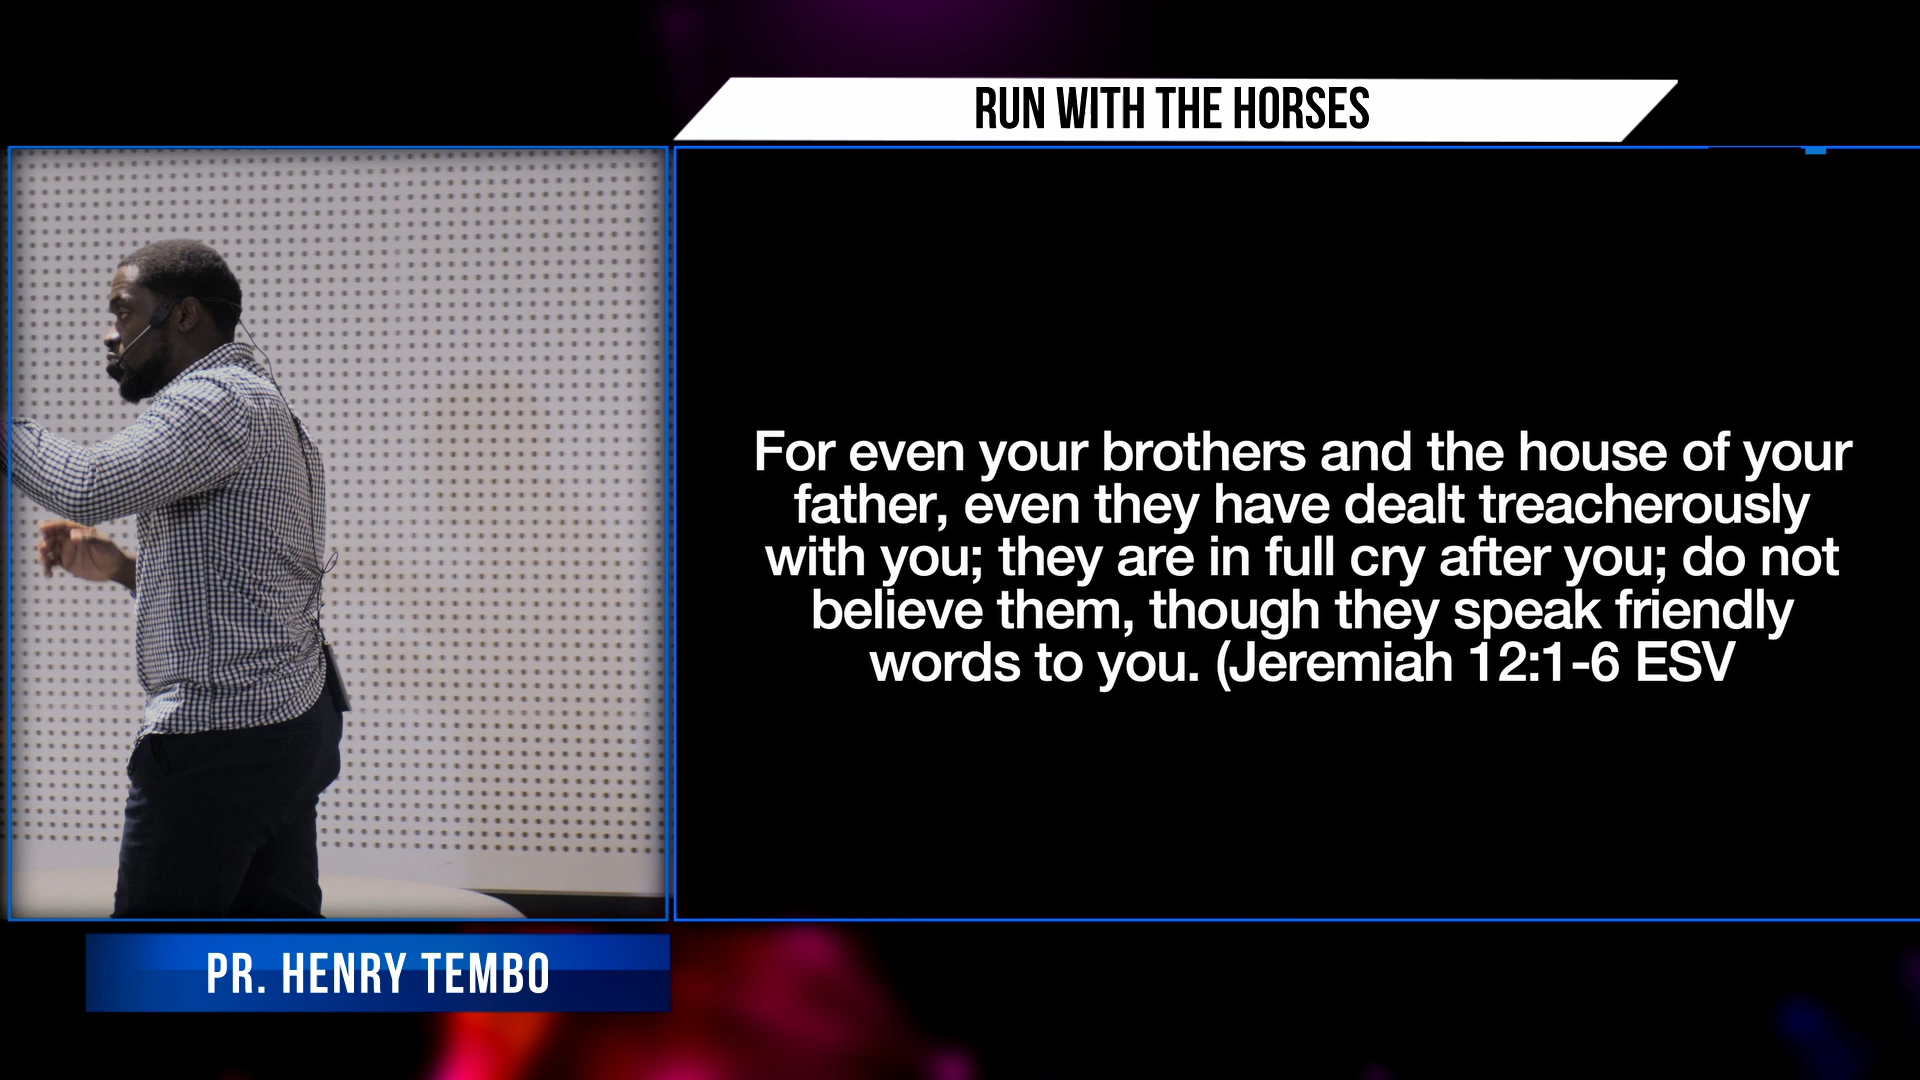 RUN WITH THE HORSES
For even your brothers and the house of your
father, even they have dealt treacherously
with you; they are in full cry after you; do not
believe them, though they speak friendly
words to you. (Jeremiah 12:1-6 ESV
PR. HENRY TEMBO